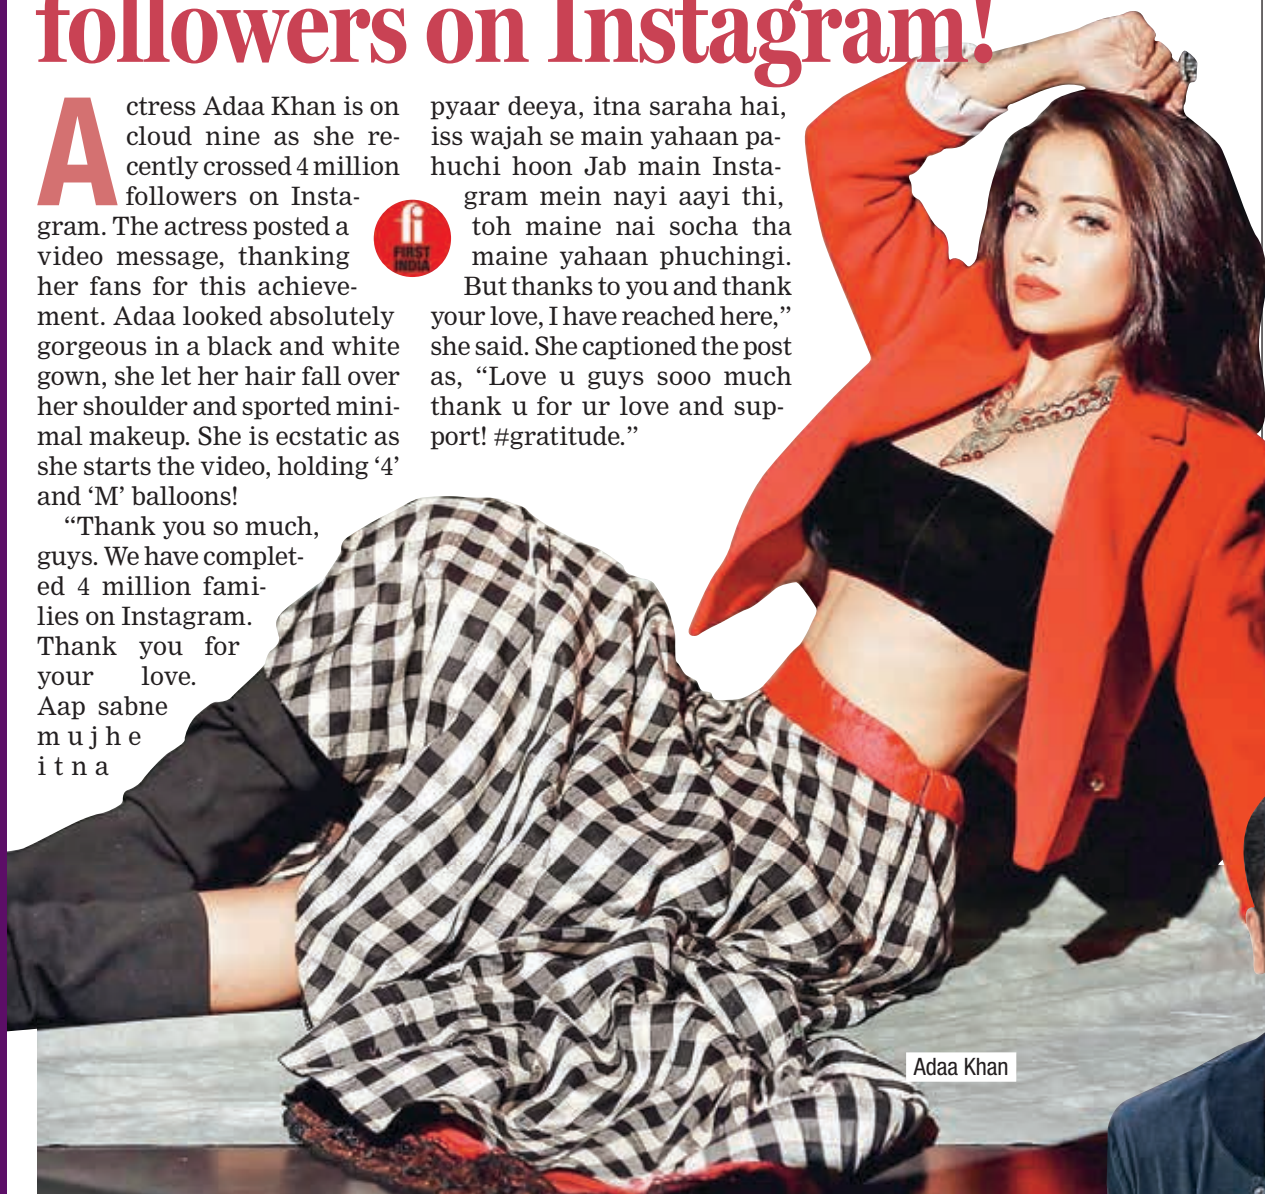 followers on Instagram!
Actress Adaa Khan is on
cloud nine as she re-
cently crossed 4 million
followers on Insta-
gram. The actress posted a
video message, thanking
her fans for this achieve-
ment. Adaa looked absolutely
gorgeous in a black and white
gown, she let her hair fall over
her shoulder and sported mini-
mal makeup. She is ecstatic as
she starts the video, holding ‘4’
and ‘M’ balloons!
“Thank you so much,
guys. We have complet-
ed 4 million fami-
lies on Instagram.
Thank you for
your love.
Aap sabne
mujhe
itna
pyaar deeya, itna saraha hai,
iss wajah se main yahaan pa-
huchi hoon Jab main Insta-
gram mein nayi aayi thi,
toh maine nai socha tha
maine yahaan phuchingi.
But thanks to you and thank
your love, I have reached here,”
she said. She captioned the post
as, “Love u guys sooo much
thank u for ur love and sup-
port! #gratitude.”
fi
FIRST
INDIA
Adaa Khan